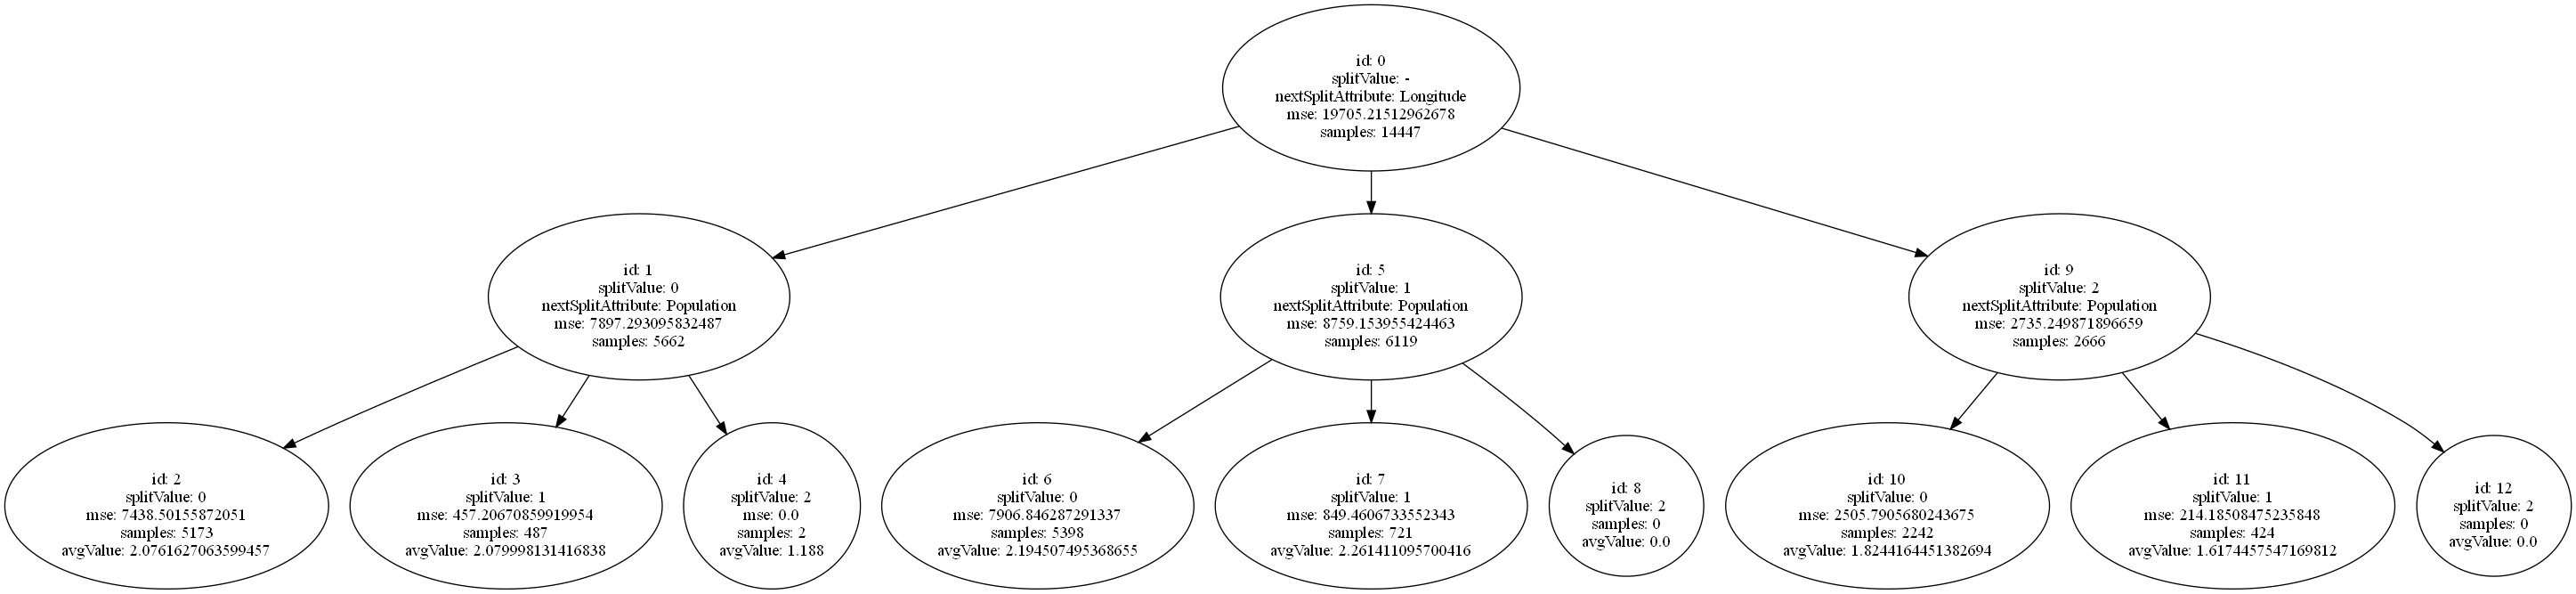 id: 0
splitValue: -
nextSplitAttribute: Longitude
mse: 19705.21512962678
samples: 14447
id: 1
splitValue: 0
nextSplitAttribute: Population
mse: 7897.293095832487
samples: 5662
id: 5
splitValue: 1
nextSplitAttribute: Population
mse: 8759.153955424463
samples: 6119
id: 9
splitValue: 2
nextSplitAttribute: Population
mse: 2735.249871896659
samples: 2666
id: 2
splitValue: 0
mse: 7438.50155872051
samples: 5173
avgValue: 2.0761627063599457
id: 3
splitValue: 1
mse: 457.20670859919954
samples: 487
avgValue: 2.079998131416838
id: 4
splitValue: 2
mse: 0.0
samples: 2
avgValue: 1.188
id: 6
splitValue: 0
mse: 7906.846287291337
samples: 5398
avgValue: 2.194507495368655
id: 7
splitValue: 1
mse: 849.4606733552343
samples: 721
avgValue: 2.261411095700416
id: 8
splitValue: 2
samples: 0
avgValue: 0.0
id: 10
splitValue: 0
mse: 2505.7905680243675
samples: 2242
avgValue: 1.8244164451382694
id: 11
splitValue: 1
mse: 214.18508475235848
samples: 424
avgValue: 1.6174457547169812
id: 12
splitValue: 2
samples: 0
avgValue: 0.0